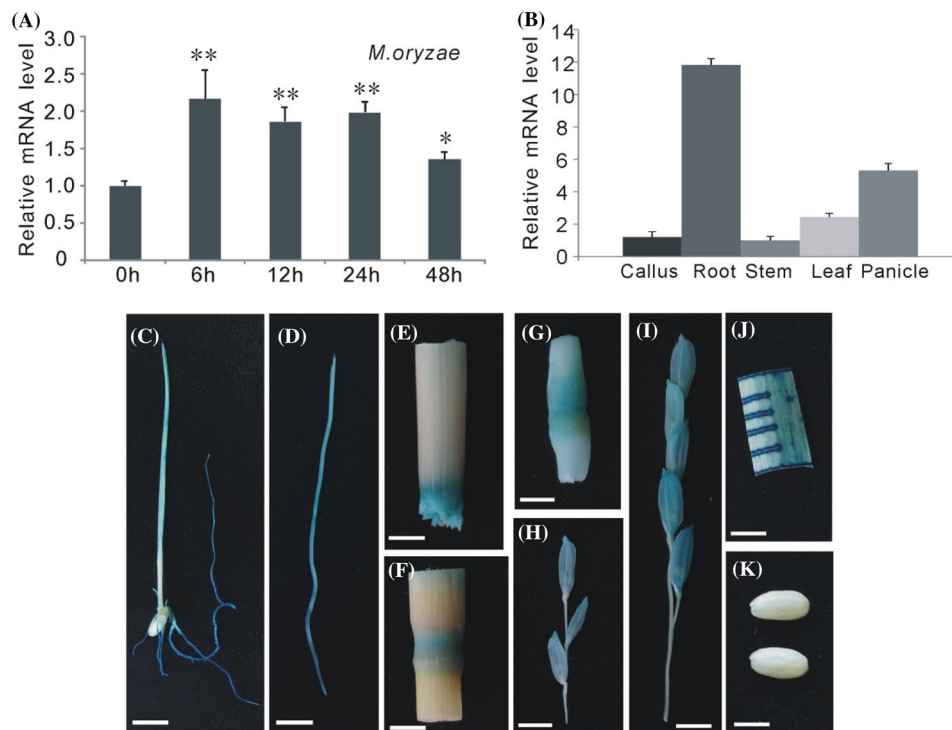 (A)
Relative mRNA level
3.0
2.5
2.0
1.5
1.0
0.5
0
M.oryzae
**
**
**
*
0h 6h 12h 24h 48h
(B)
Relative mRNA level
14
12
10
8
6
4
2
0
Callus Root Stem Leaf Panicle
(C)
(D)
(E)
(F)
(G)
(H)
(I)
(J)
(K)